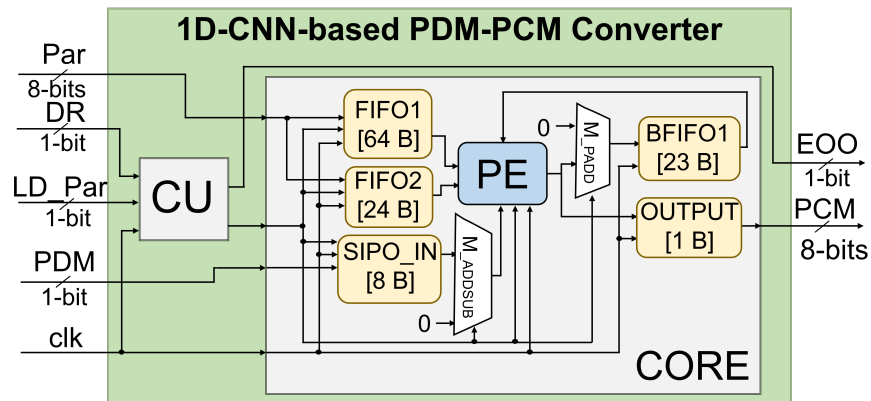 1D-CNN-based PDM-PCM Converter
Par
8-bits
DR
1-bit
LD_Par
1-bit
PDM
1-bit
clk
CU
FIFO1
[64 B]
FIFO2
[24 B]
SIPO_IN
[8 B]
M_ADDSUB
0
PE
0
M_PADD
BFIFO1
[23 B]
OUTPUT
[1 B]
CORE
EOO
1-bit
PCM
8-bits